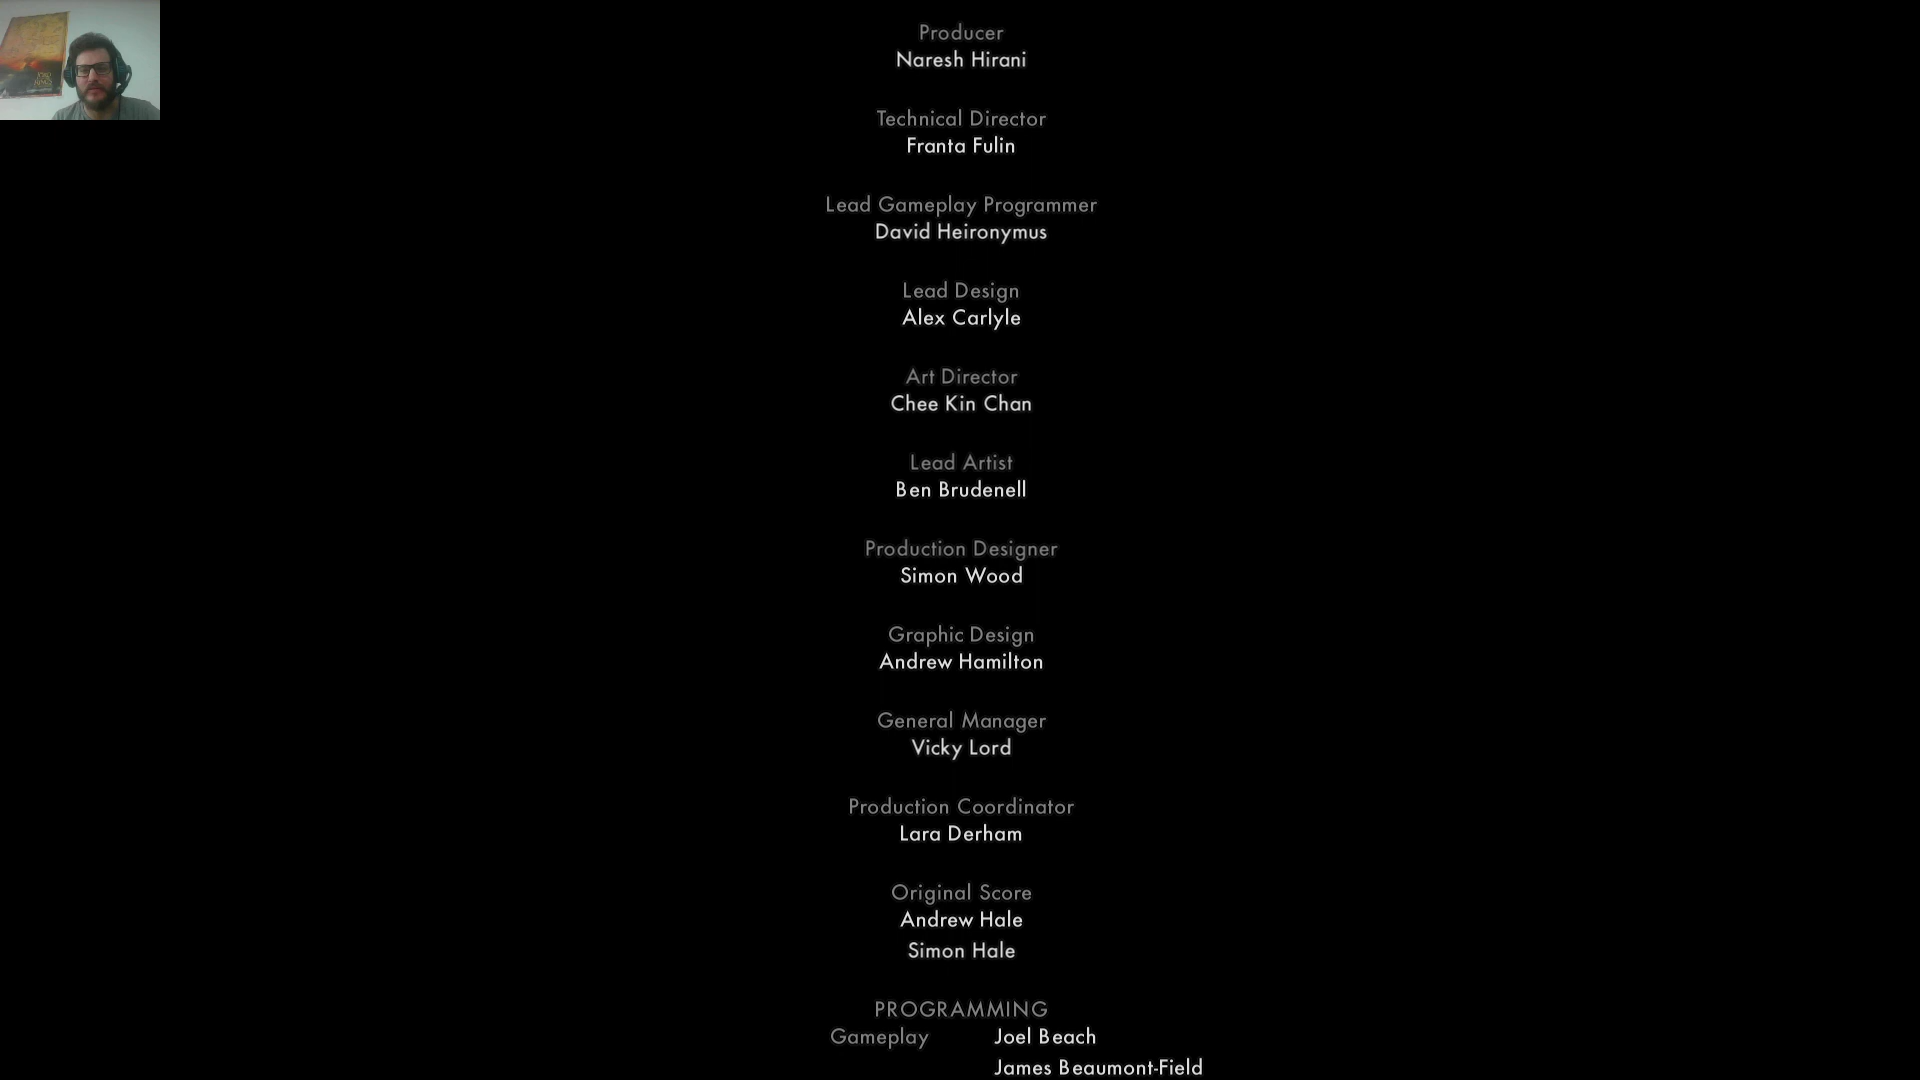 Producer
Naresh Hirani
Technical Director
Franta Fulin
Lead Gameplay Programmer
David Heironymus
Lead Design
Alex Carlyle
Art Director
Chee Kin Chan
Lead Artist
Ben Brudenell
Production Designer
Simon Wood
Graphic Design
Andrew Hamilton
General Manager
Vicky Lord
Production Coordinator
Lara Derham
Original Score
Andrew Hale
Simon Hale
PROGRAMMING
Gameplay Joel Beach
James Beaumont-Field